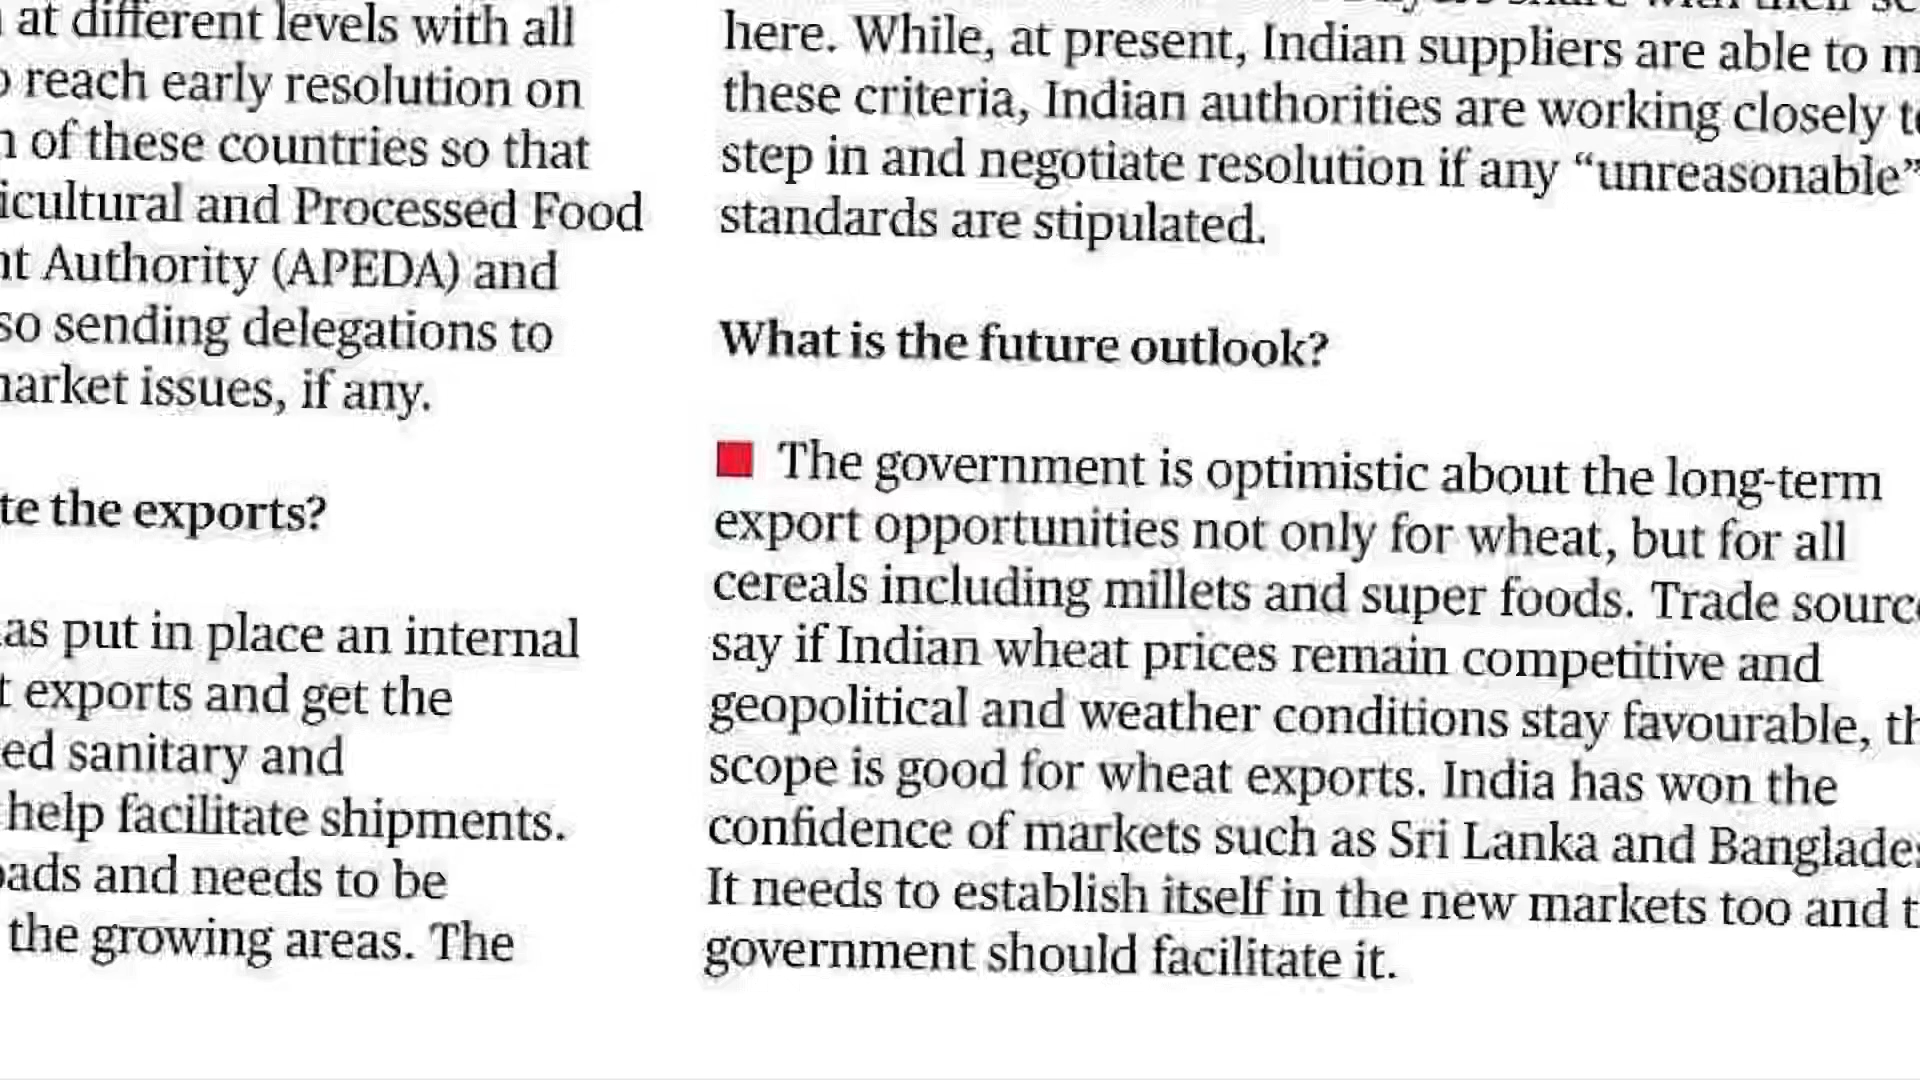 at different levels with all
reach early resolution on
of these countries so that
and Processed Food
Authority (APEDA) and
sending delegations to
issues, if any.
the exports?
put in place an internal
exports and get the
sanitary and
help facilitate shipments.
and needs to be
the growing areas. The
here. While, at present, Indian suppliers are able to
these criteria, Indian authorities are working closely
step in and negotiate resolution if any “unreasonable”
standards are stipulated.
What is the future outlook?
The government is optimistic about the long-term
export opportunities not only for wheat, but for all
cereals including millets and super foods. Trade
say if Indian wheat prices remain competitive and
geopolitical and weather conditions stay favourable,
scope is good for wheat exports. India has won the
confidence of markets such as Sri Lanka and
It needs to establish itself in the new markets too and
government should facilitate it.